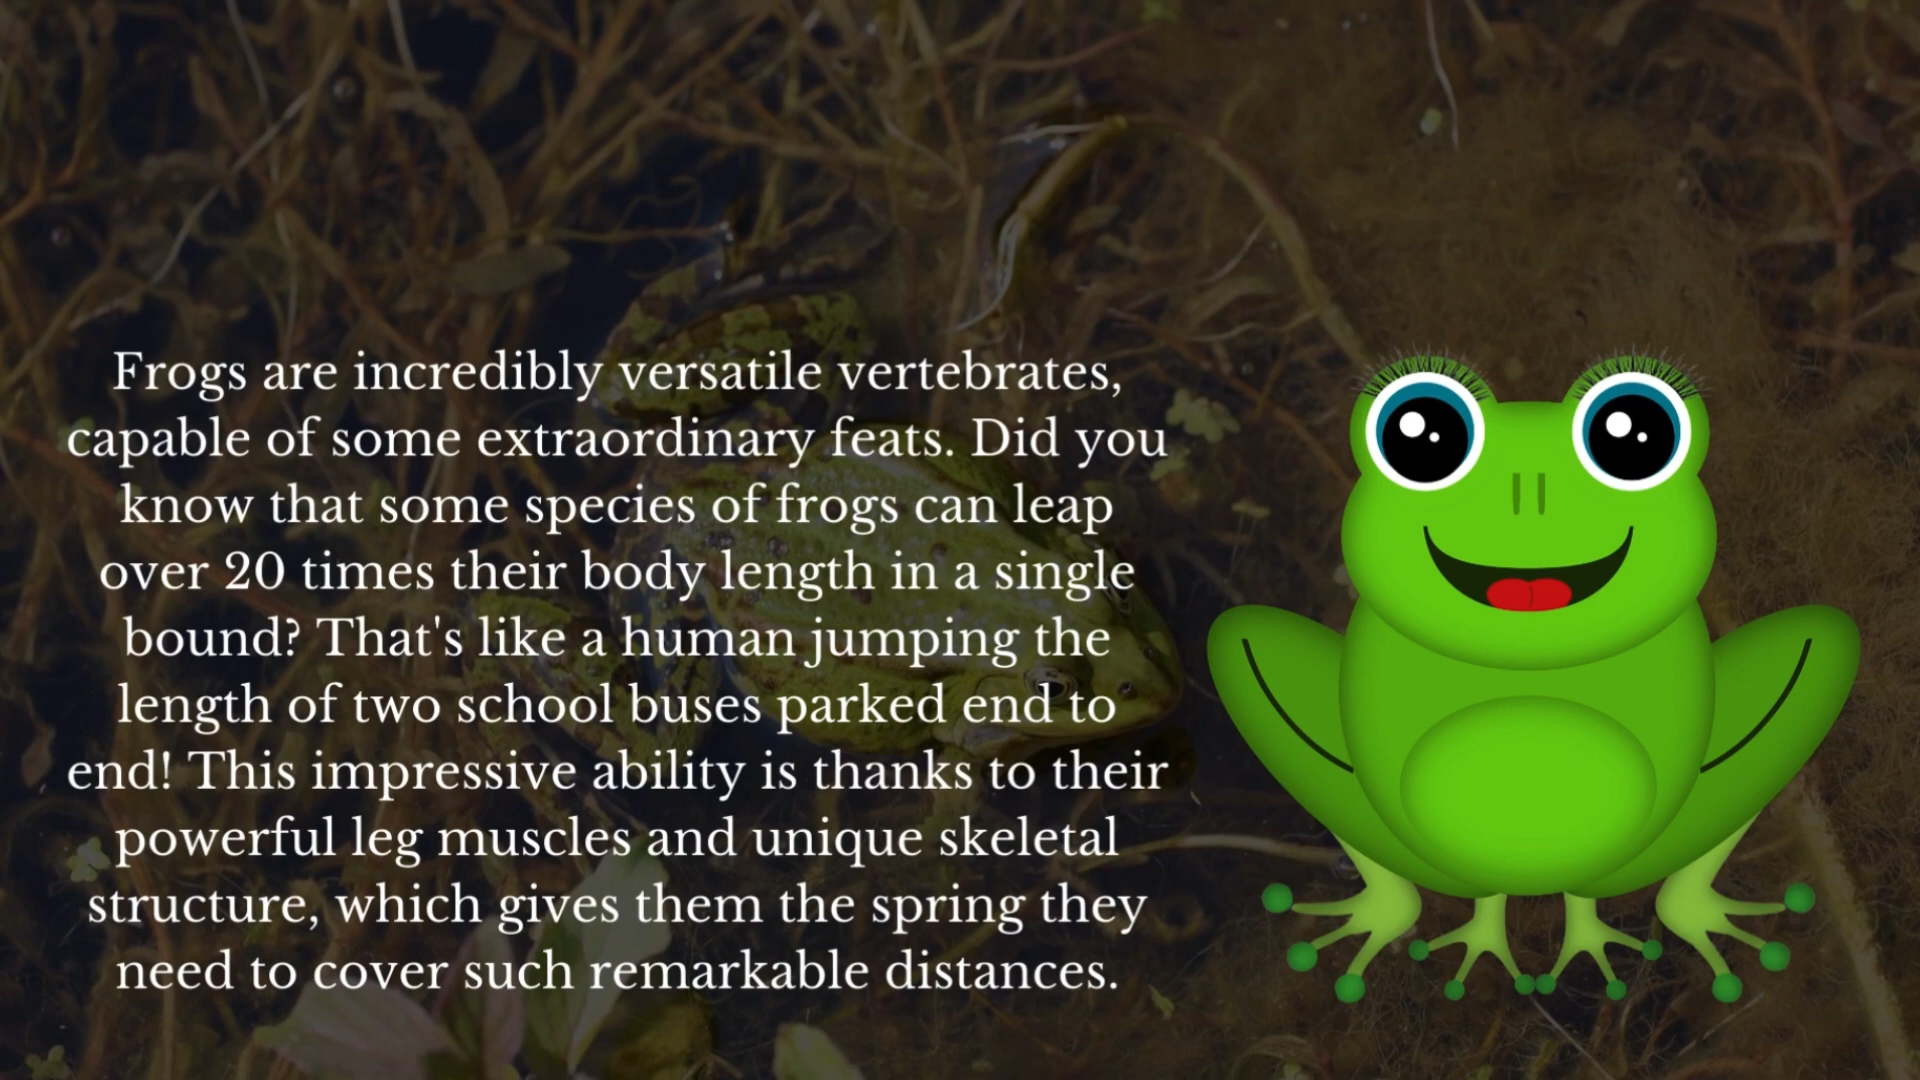 Frogs are incredibly versatile vertebrates,
capable of some extraordinary feats. Did you
know that some species of frogs can leap
over 20 times their body length in a single
bound? That's like a human jumping the
length of two school buses parked end to
end! This impressive ability is thanks to their
powerful leg muscles and unique skeletal
structure, which gives them the spring they
need to cover such remarkable distances.